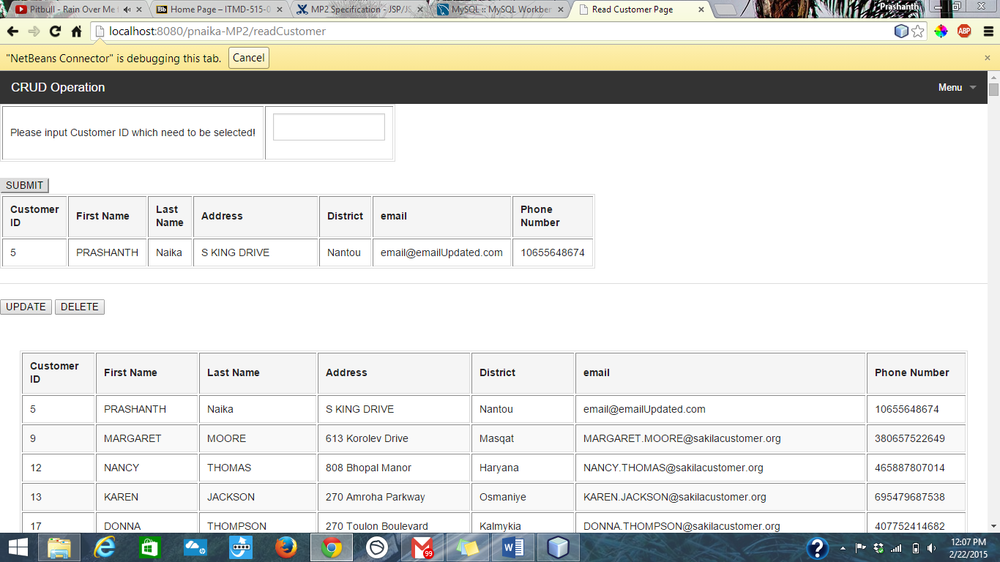 Pitbull - Rain Over Me
Home Page – ITMD-515-0
MP2 Specification - JSP/JS
MySQL :: MySQL Workber
Read Customer Page
Prashanth
localhost:8080/pnaika-MP2/readCustomer
ABP
"NetBeans Connector" is debugging this tab. Cancel
CRUD Operation Menu
Please input Customer ID which need to be selected!
SUBMIT
Customer ID First Name Last Name Address District email Phone Number
5 PRASHANTH Naika S KING DRIVE Nantou email@emailUpdated.com 10655648674
UPDATE DELETE
Customer ID First Name Last Name Address District email Phone Number
5 PRASHANTH Naika S KING DRIVE Nantou email@emailUpdated.com 10655648674
9 MARGARET MOORE 613 Korolev Drive Masqat MARGARET.MOORE@sakilacustomer.org 380657522649
12 NANCY THOMAS 808 Bhopal Manor Haryana NANCY.THOMAS@sakilacustomer.org 465887807014
13 KAREN JACKSON 270 Amroha Parkway Osmaniye KAREN.JACKSON@sakilacustomer.org 695479687538
17 DONNA THOMPSON 270 Toulon Boulevard Kalmykia DONNA.THOMPSON@sakilacustomer.org 407752414682
99
12:07 PM
2/22/2015